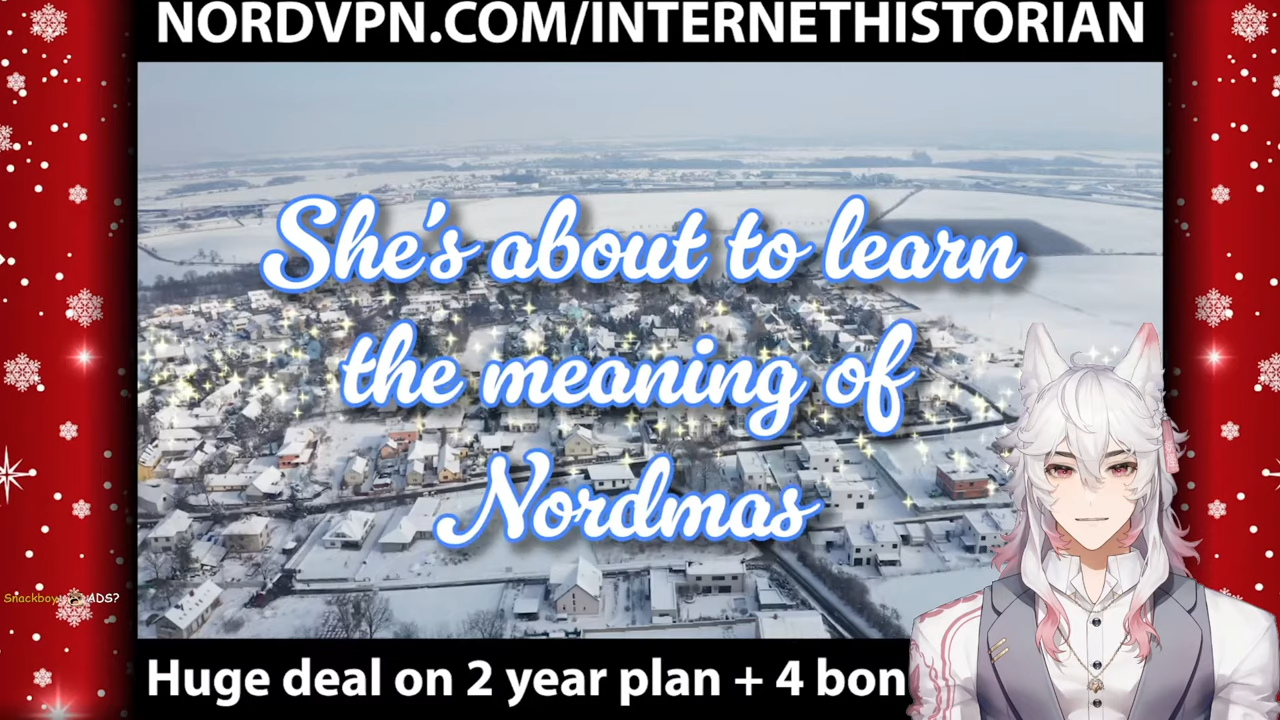 NORDVPN.COM/INTERNETHISTORIAN
She's about to learn
the meaning of
Nordmas
Snackboy ADS?
Huge deal on 2 year plan + 4 bon